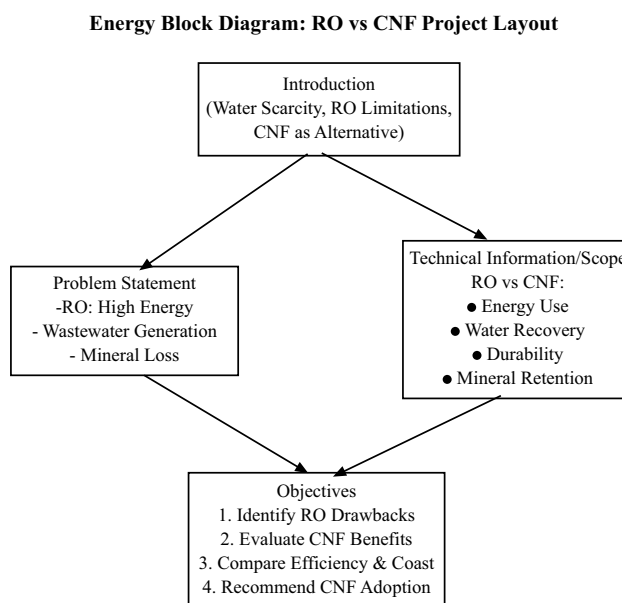 Energy Block Diagram: RO vs CNF Project Layout
Introduction
(Water Scarcity, RO Limitations,
CNF as Alternative)
Problem Statement
-RO: High Energy
- Wastewater Generation
- Mineral Loss
Technical Information/Scope
RO vs CNF:
● Energy Use
● Water Recovery
● Durability
● Mineral Retention
Objectives
1. Identify RO Drawbacks
2. Evaluate CNF Benefits
3. Compare Efficiency & Coast
4. Recommend CNF Adoption